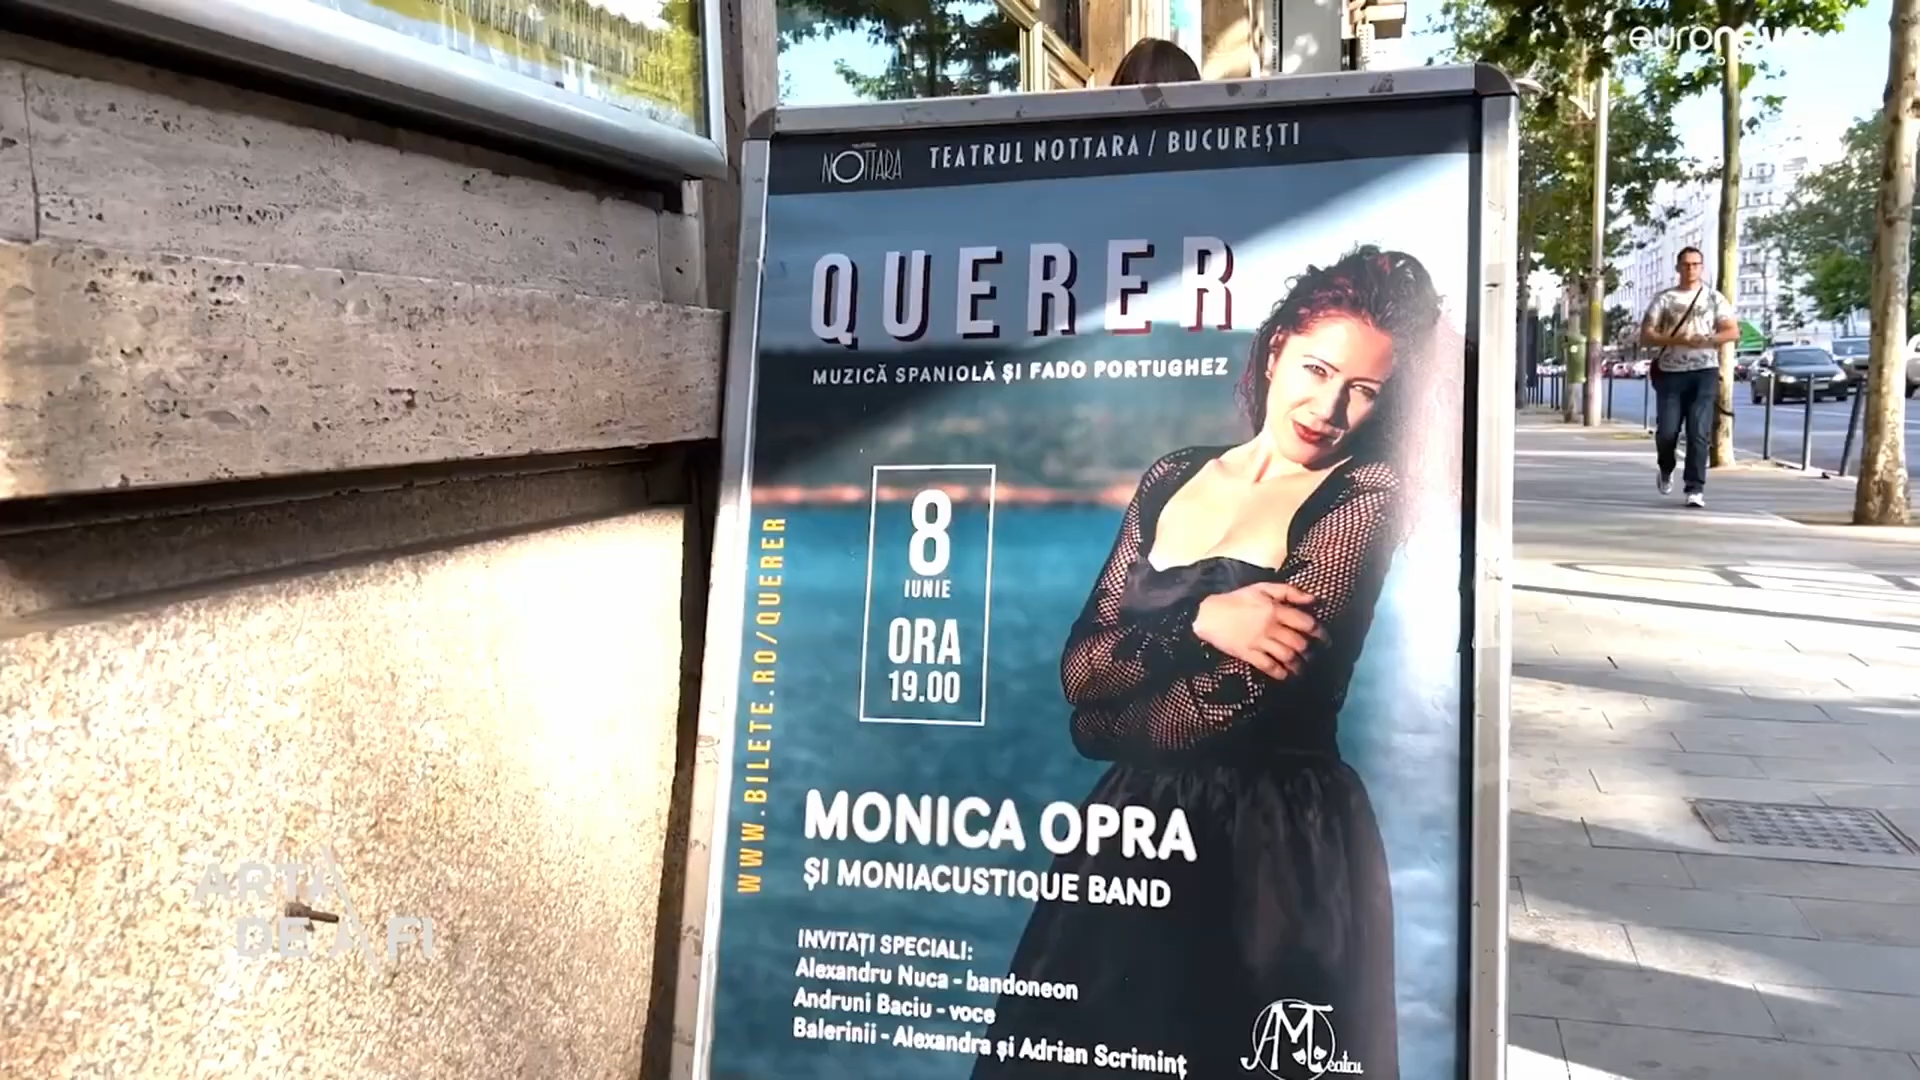 euronews
NOTTARA
TEATRUL NOTTARA / BUCUREȘTI
QUERER
MUZICĂ SPANIOLĂ ȘI FADO PORTUGHEZ
8
IUNIE
ORA
19.00
WWW.BILETE.RO/QUERER
MONICA OPRA
ȘI MONIACUSTIQUE BAND
INVITAȚI SPECIALI:
Alexandru Nuca - bandoneon
Andruni Baciu - voce
Balerinii - Alexandra și Adrian Scriminț
AMTeatru
ARTA
DE A FI